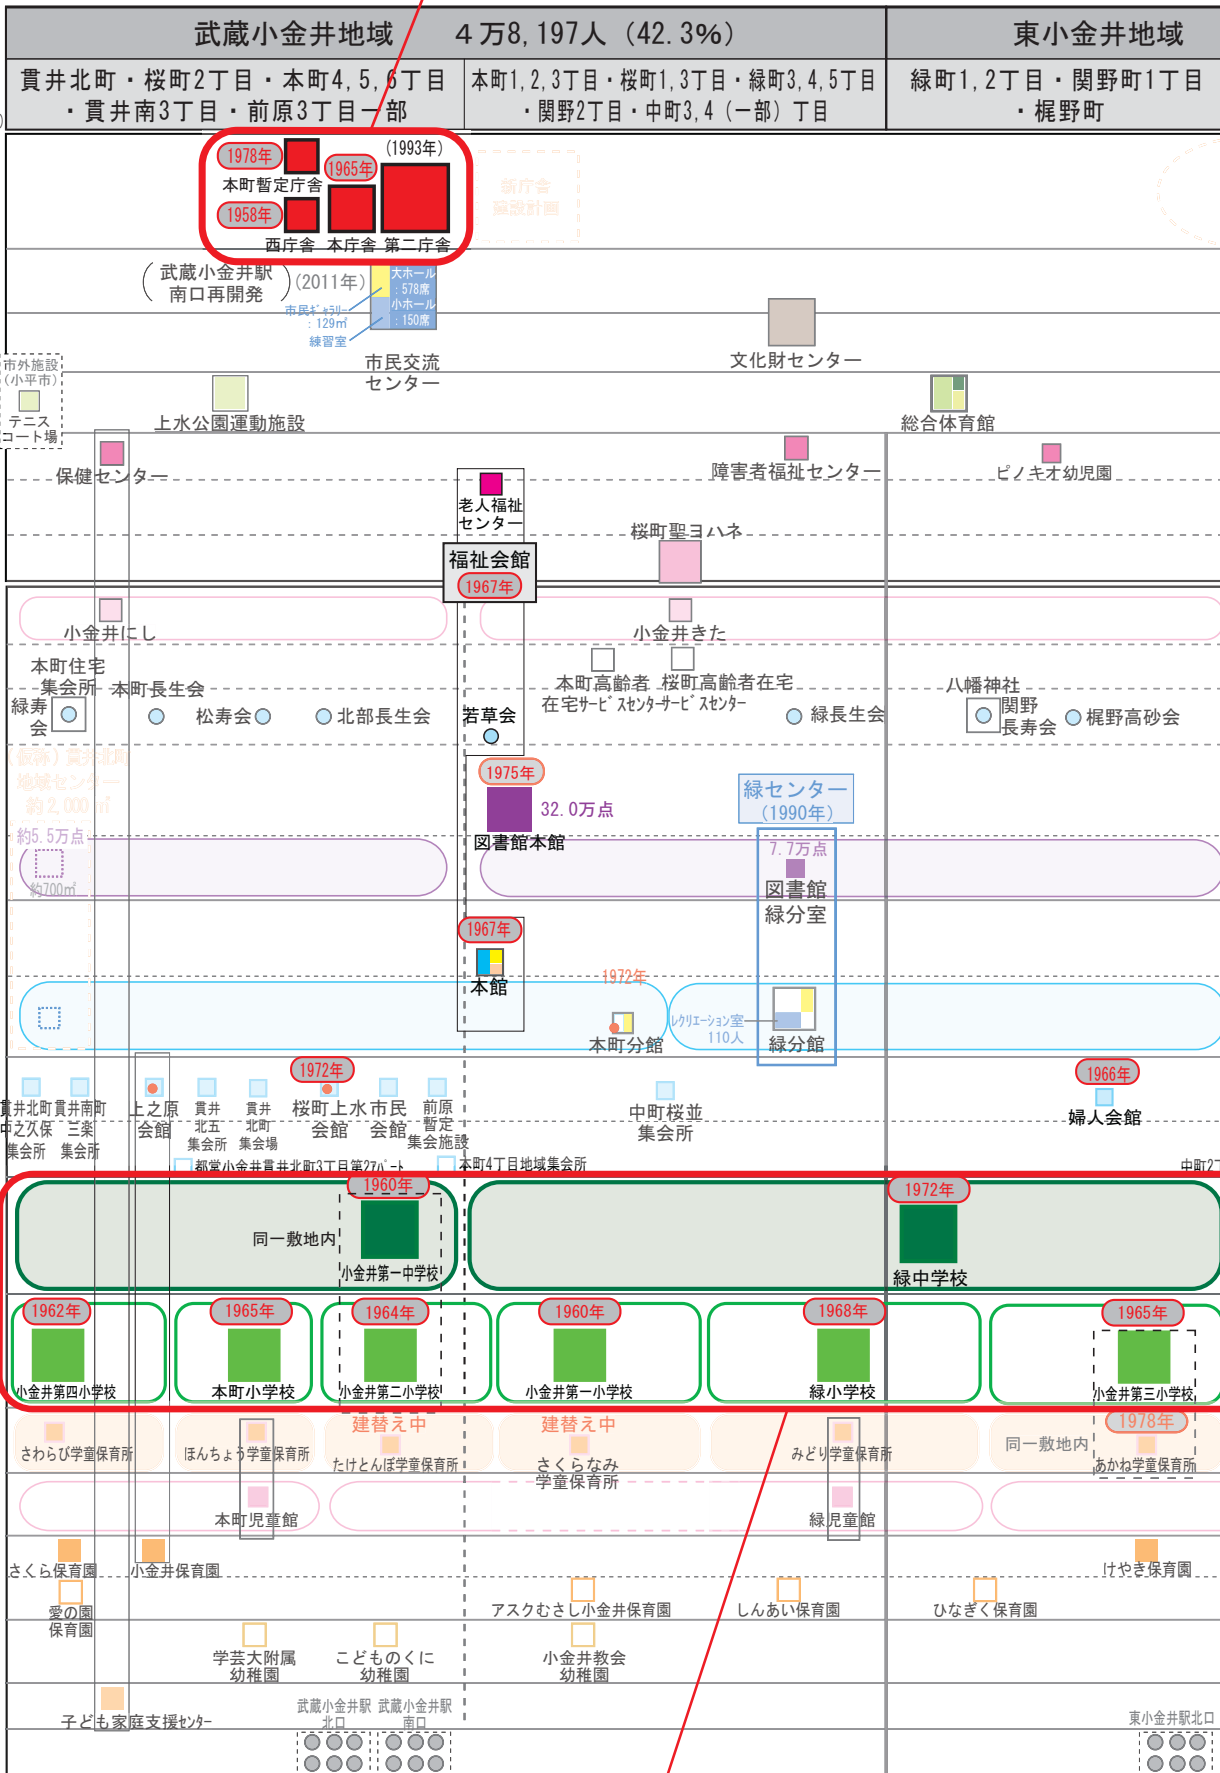 武蔵小金井地域　４万8,197人（42.3%）
東小金井地域
貫井北町・桜町2丁目・本町4,5,6丁目
・貫井南3丁目・前原3丁目一部
本町1,2,3丁目・桜町1,3丁目・緑町3,4,5丁目
・関野2丁目・中町3,4（一部）丁目
緑町1,2丁目・関野町1丁目
・梶野町
1978年
本町暫定庁舎
1958年
西庁舎
1965年
本庁舎
(1993年)
第二庁舎
新庁舎
建設計画
武蔵小金井駅
南口再開発
(2011年)
大ホール
:578席
小ホール
:150席
市民ｷﾞｬﾗﾘｰ
:129㎡
練習室
市民交流
センター
文化財センター
市外施設
(小平市)
テニス
コート場
上水公園運動施設
総合体育館
保健センター
障害者福祉センター
ピノキオ幼児園
老人福祉
センター
福祉会館
1967年
桜町聖ヨハネ
小金井にし
小金井きた
本町高齢者
在宅サービスセンター
桜町高齢者在宅
サービスセンター
本町住宅
集会所
緑寿
会
本町長生会
松寿会
北部長生会
若草会
緑長生会
八幡神社
関野
長寿会
梶野高砂会
(仮称)貫井北町
地域センター
約2,000㎡
約5.5万点
約700㎡
1975年
32.0万点
図書館本館
緑センター
(1990年)
7.7万点
図書館
緑分室
1967年
本館
1972年
本町分館
ﾚｸﾘｴｰｼｮﾝ室
110人
緑分館
貫井北町
中之久保
集会所
貫井南町
三楽
集会所
上之原
会館
貫井
北五
集会所
貫井
北町
集会場
1972年
桜町上水
会館
市民
会館
前原
暫定
集会施設
中町桜並
集会所
1966年
婦人会館
都営小金井貫井北町3丁目第2ｱﾊﾟｰﾄ
本町4丁目地域集会所
中町2丁
1960年
同一敷地内
小金井第一中学校
1972年
緑中学校
1962年
小金井第四小学校
1965年
本町小学校
1964年
小金井第二小学校
1960年
小金井第一小学校
1968年
緑小学校
1965年
小金井第三小学校
さわらび学童保育所
ほんちょう学童保育所
建替え中
たけとんぼ学童保育所
建替え中
さくらなみ
学童保育所
みどり学童保育所
同一敷地内
1978年
あかね学童保育所
本町児童館
緑児童館
さくら保育園
小金井保育園
けやき保育園
愛の園
保育園
アスクむさし小金井保育園
しんあい保育園
ひなぎく保育園
学芸大附属
幼稚園
こどものくに
幼稚園
小金井教会
幼稚園
子ども家庭支援ｾﾝﾀｰ
武蔵小金井駅
北口
武蔵小金井駅
南口
東小金井駅北口